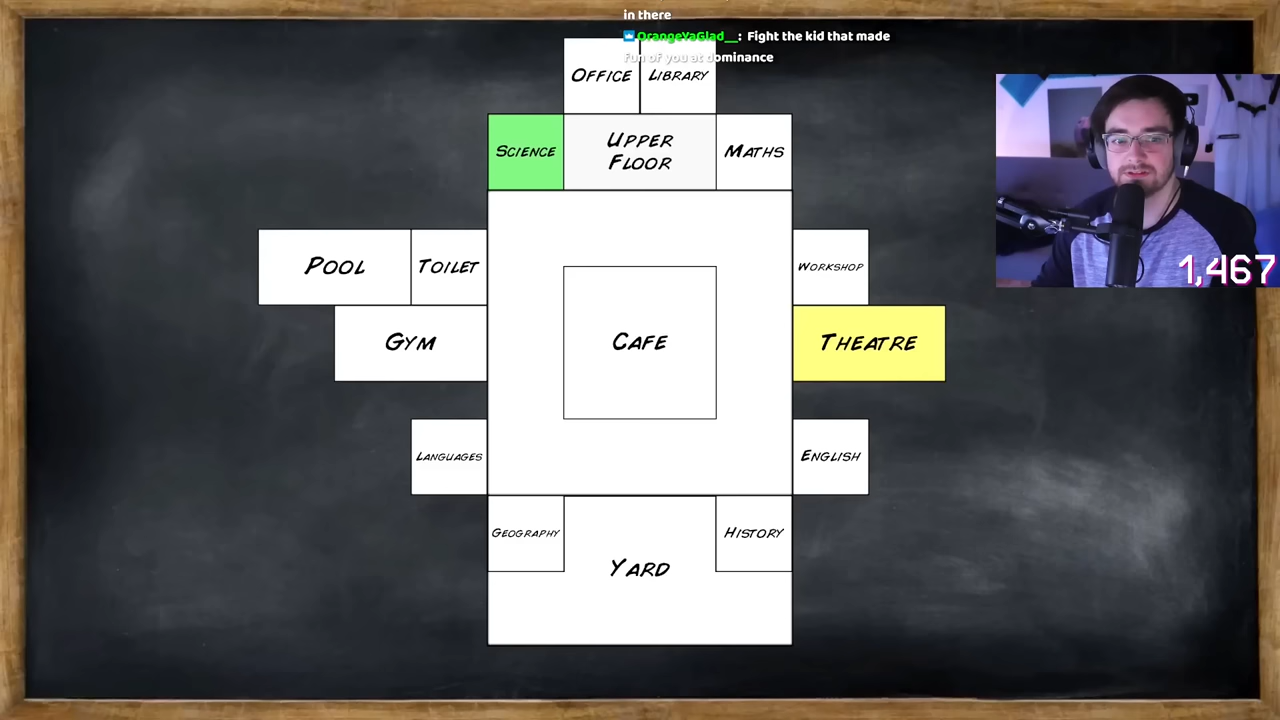 in there
OrangeYaGlad__: Fight the kid that made
fun of you at dominance
OFFICE
LIBRARY
SCIENCE
UPPER
FLOOR
MATHS
POOL
TOILET
WORKSHOP
1,467
GYM
CAFE
THEATRE
LANGUAGES
ENGLISH
GEOGRAPHY
HISTORY
YARD